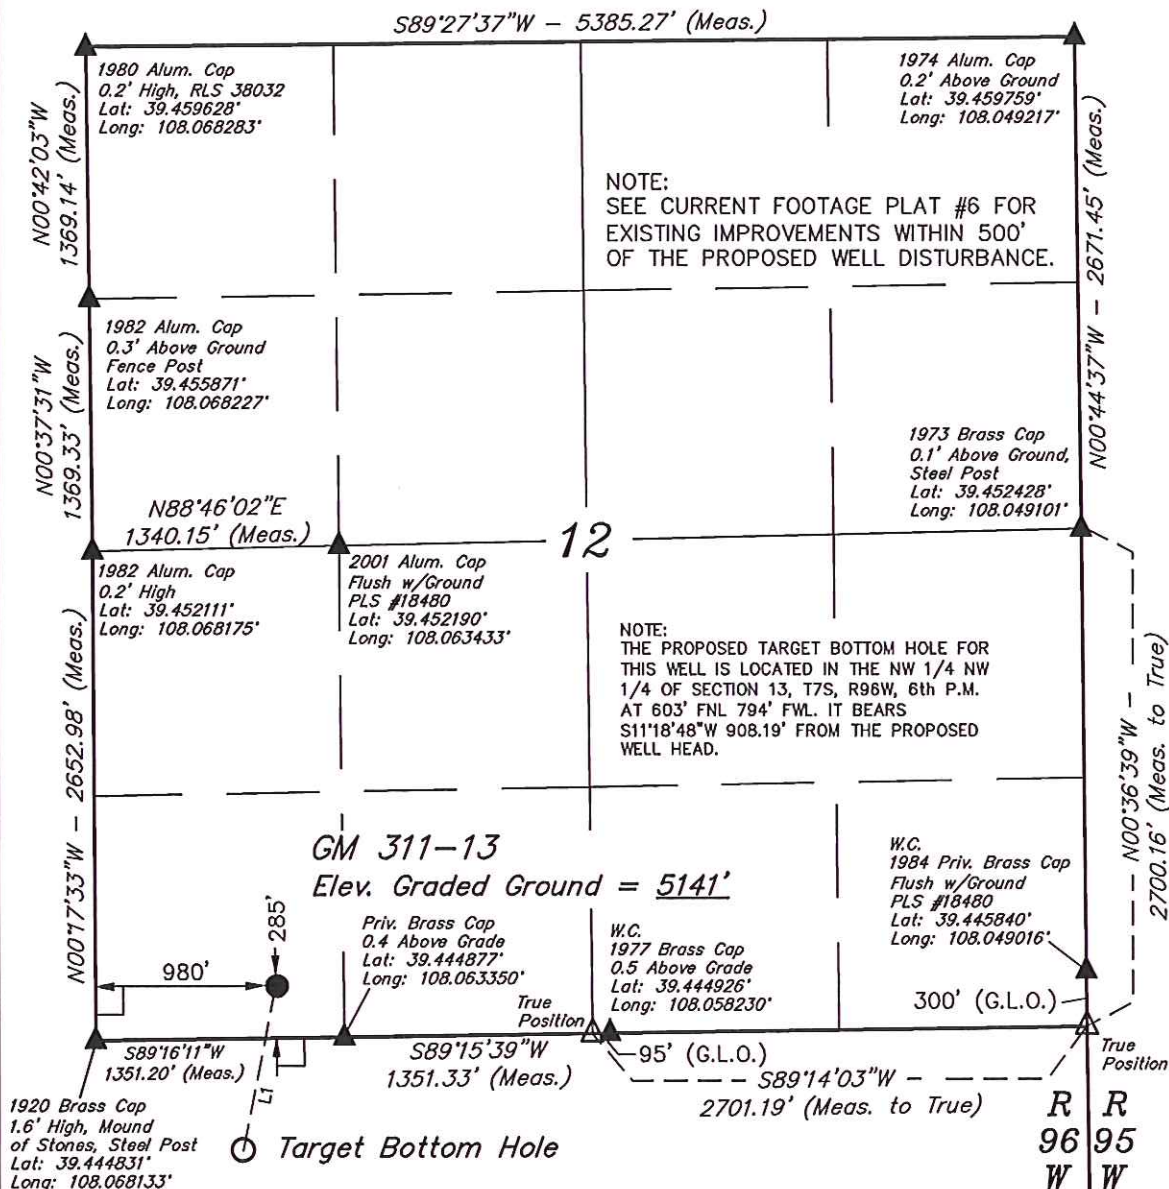 S89°27'37"W - 5385.27' (Meas.)
1980 Alum. Cap
0.2' High, RLS 38032
Lat: 39.459628°
Long: 108.068283°
1974 Alum. Cap
0.2' Above Ground
Lat: 39.459759°
Long: 108.049217°
N00°42'03"W
1369.14' (Meas.)
NOTE:
SEE CURRENT FOOTAGE PLAT #6 FOR
EXISTING IMPROVEMENTS WITHIN 500'
OF THE PROPOSED WELL DISTURBANCE.
N00°44'37"W - 2671.45' (Meas.)
1982 Alum. Cap
0.3' Above Ground
Fence Post
Lat: 39.455871°
Long: 108.068227°
N00°37'31"W
1369.33' (Meas.)
1973 Brass Cap
0.1' Above Ground,
Steel Post
Lat: 39.452428°
Long: 108.049101°
N88°46'02"E
1340.15' (Meas.)
12
1982 Alum. Cap
0.2' High
Lat: 39.452111°
Long: 108.068175°
2001 Alum. Cap
Flush w/Ground
PLS #18480
Lat: 39.452190°
Long: 108.063433°
NOTE:
THE PROPOSED TARGET BOTTOM HOLE FOR
THIS WELL IS LOCATED IN THE NW 1/4 NW
1/4 OF SECTION 13, T7S, R96W, 6th P.M.
AT 603' FNL 794' FWL. IT BEARS
S11°18'48"W 908.19' FROM THE PROPOSED
WELL HEAD.
N00°17'33"W - 2652.98' (Meas.)
N00°36'39"W -
2700.16' (Meas. to True)
GM 311-13
Elev. Graded Ground = 5141'
W.C.
1984 Priv. Brass Cap
Flush w/Ground
PLS #18480
Lat: 39.445840°
Long: 108.049016°
285'
980'
Priv. Brass Cap
0.4 Above Grade
Lat: 39.444877°
Long: 108.063350°
W.C.
1977 Brass Cap
0.5 Above Grade
Lat: 39.444926°
Long: 108.058230°
True
Position
300' (G.L.O.)
S89°16'11"W
1351.20' (Meas.)
S89°15'39"W
1351.33' (Meas.)
95' (G.L.O.)
S89°14'03"W
2701.19' (Meas. to True)
True
Position
L1
1920 Brass Cap
1.6' High, Mound
of Stones, Steel Post
Lat: 39.444831°
Long: 108.068133°
Target Bottom Hole
R R
96 95
W W